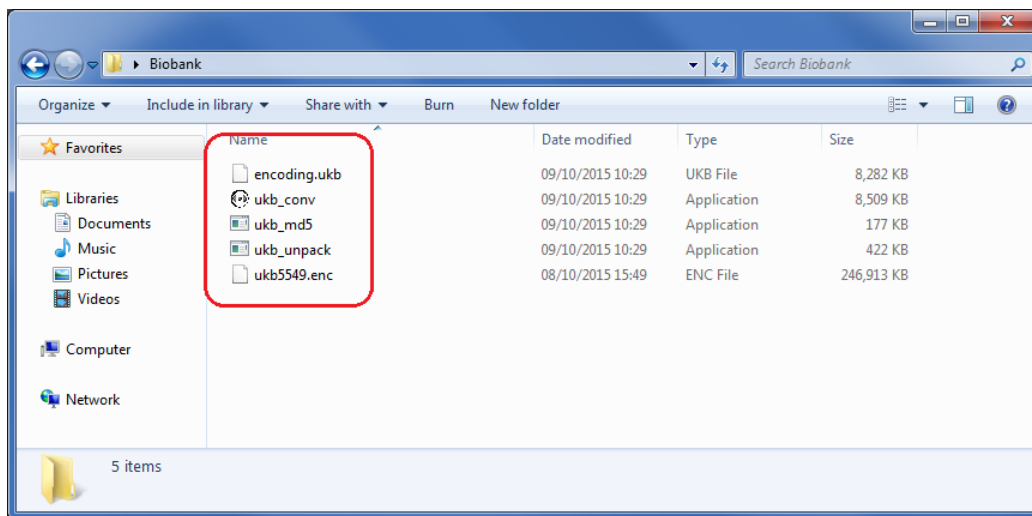 Biobank
Search Biobank
Organize Include in library Share with Burn New folder
Favorites
Libraries
Documents
Music
Pictures
Videos
Computer
Network
Name Date modified Type Size
encoding.ukb 09/10/2015 10:29 UKB File 8,282 KB
ukb_conv 09/10/2015 10:29 Application 8,509 KB
ukb_md5 09/10/2015 10:29 Application 177 KB
ukb_unpack 09/10/2015 10:29 Application 422 KB
ukb5549.enc 08/10/2015 15:49 ENC File 246,913 KB
5 items